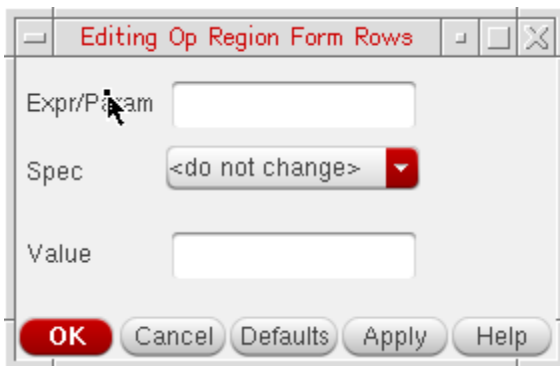 Editing Op Region Form Rows
Expr/Param
Spec <do not change>
Value
OK Cancel Defaults Apply Help